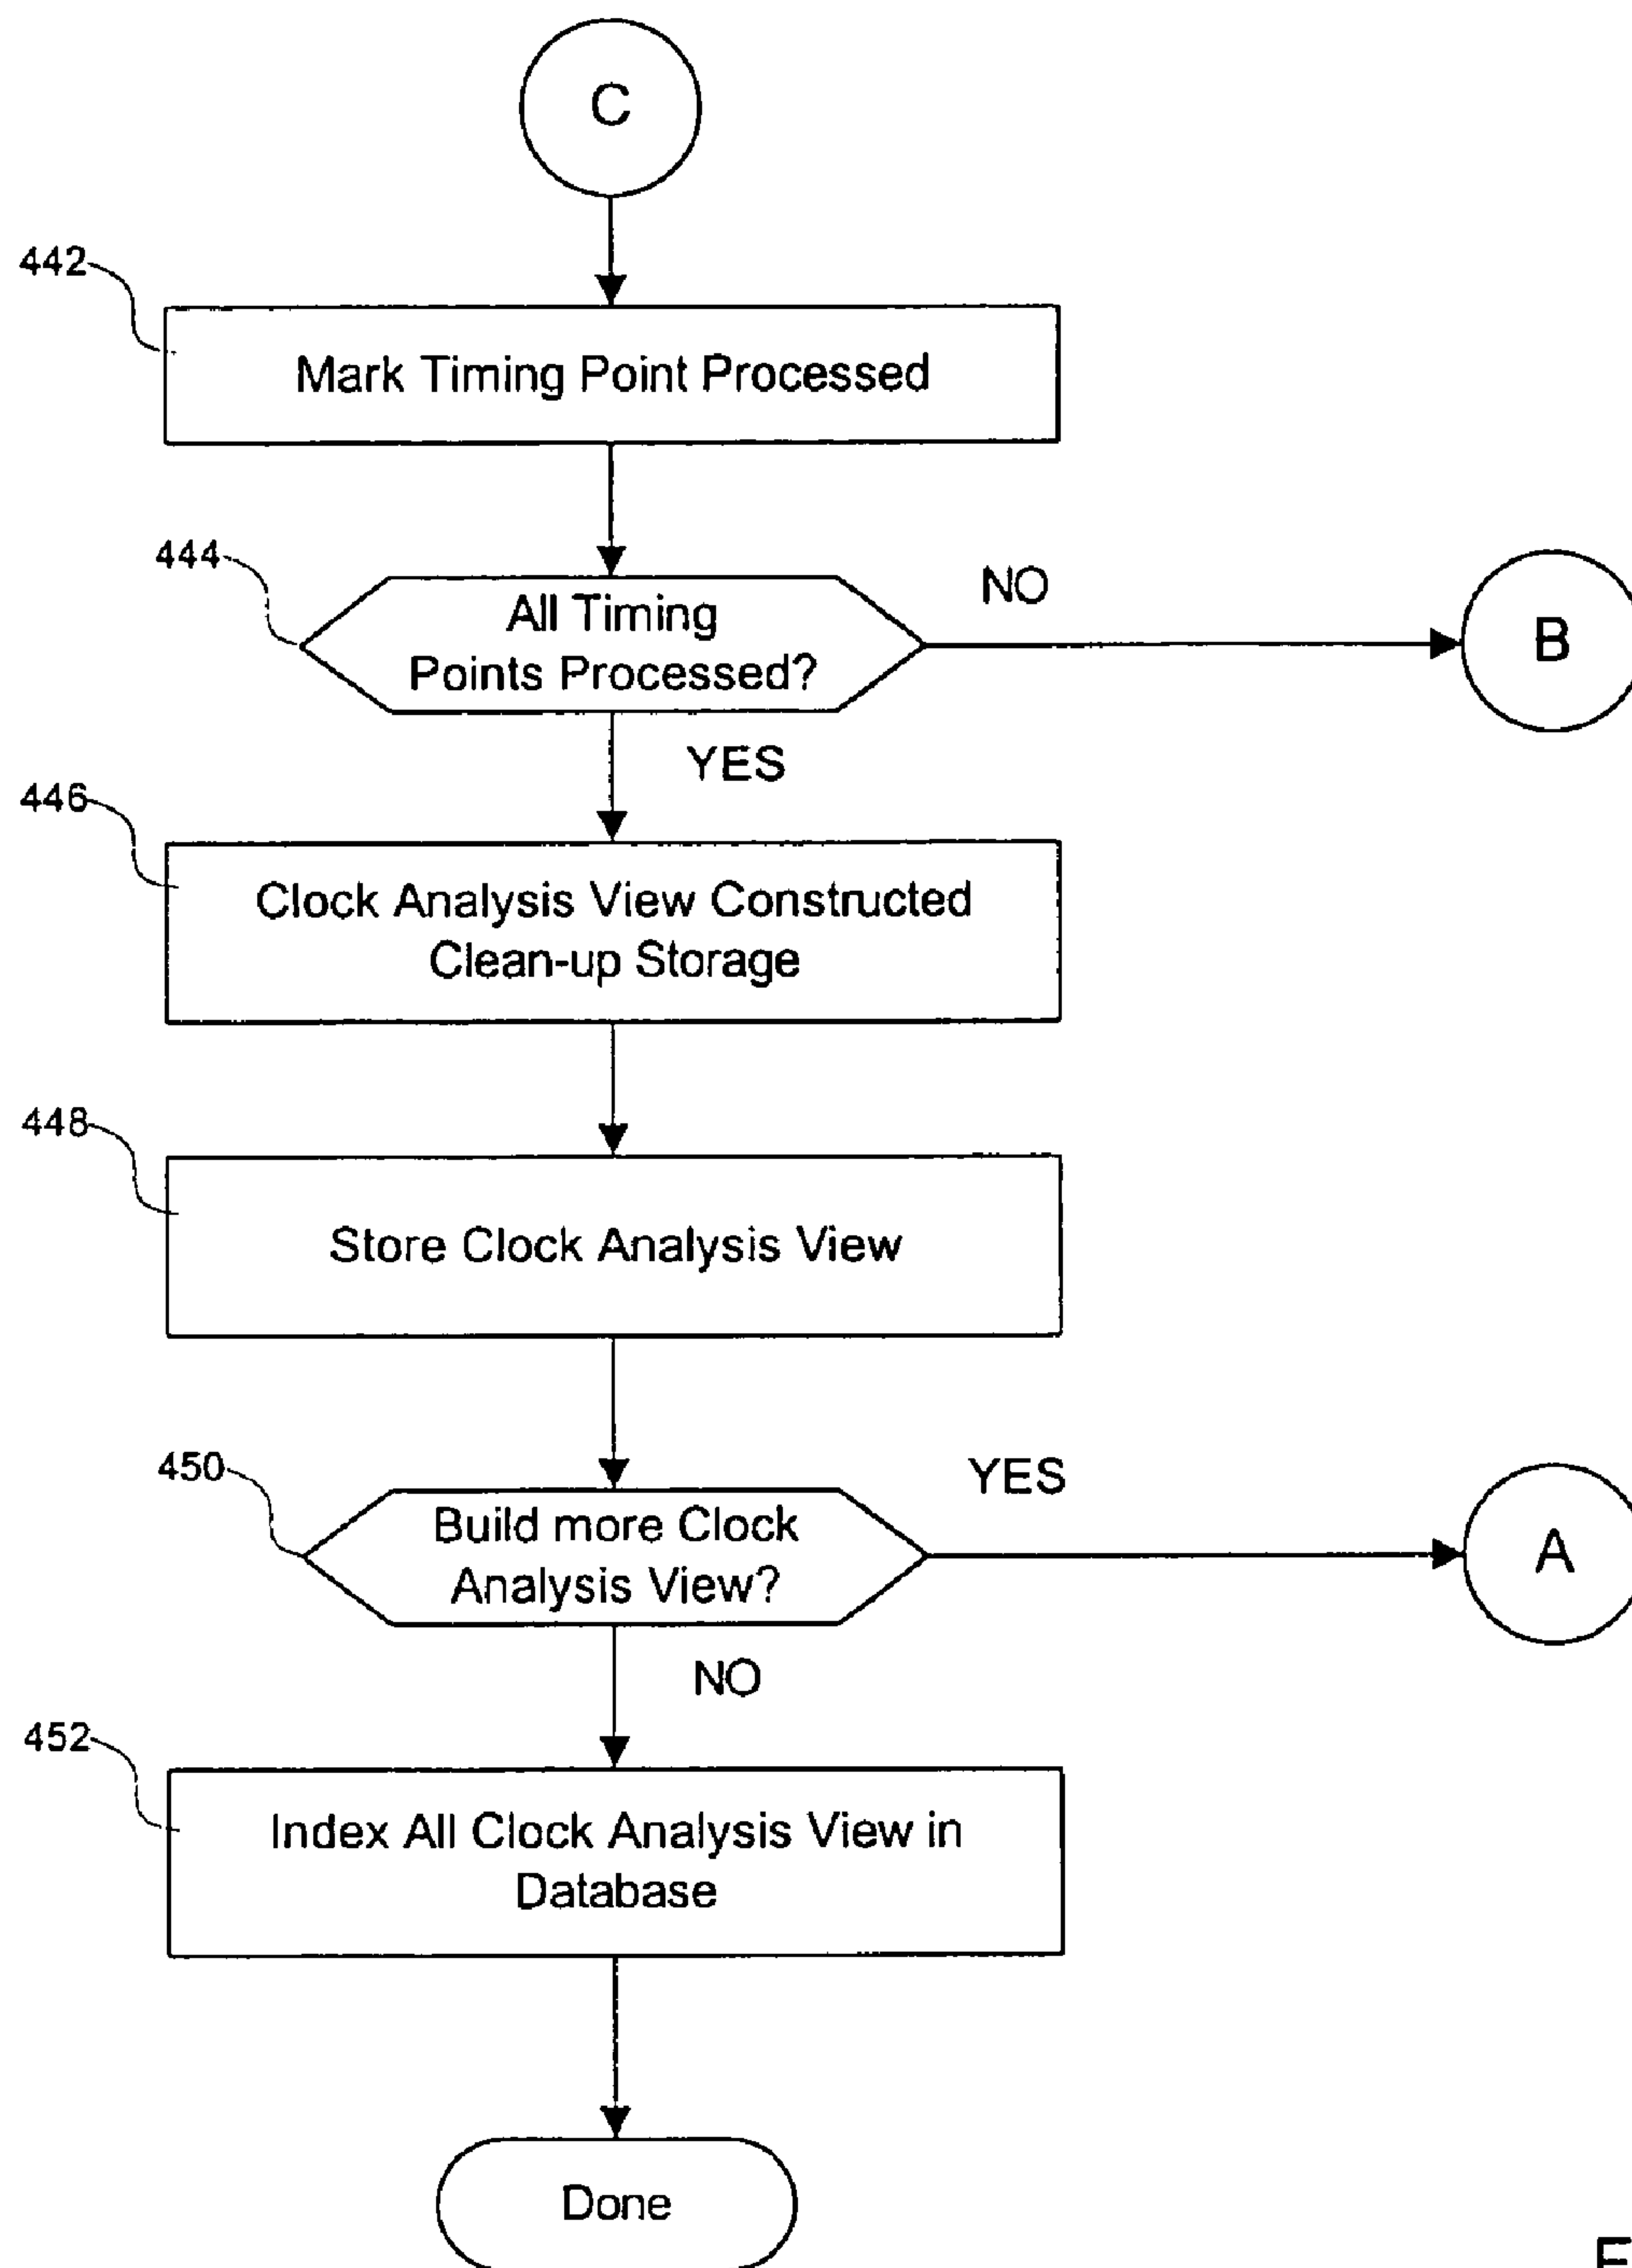 C
442
Mark Timing Point Processed
444
All Timing
Points Processed?
NO
B
YES
446
Clock Analysis View Constructed
Clean-up Storage
448
Store Clock Analysis View
450
Build more Clock
Analysis View?
YES
A
NO
452
Index All Clock Analysis View in
Database
Done